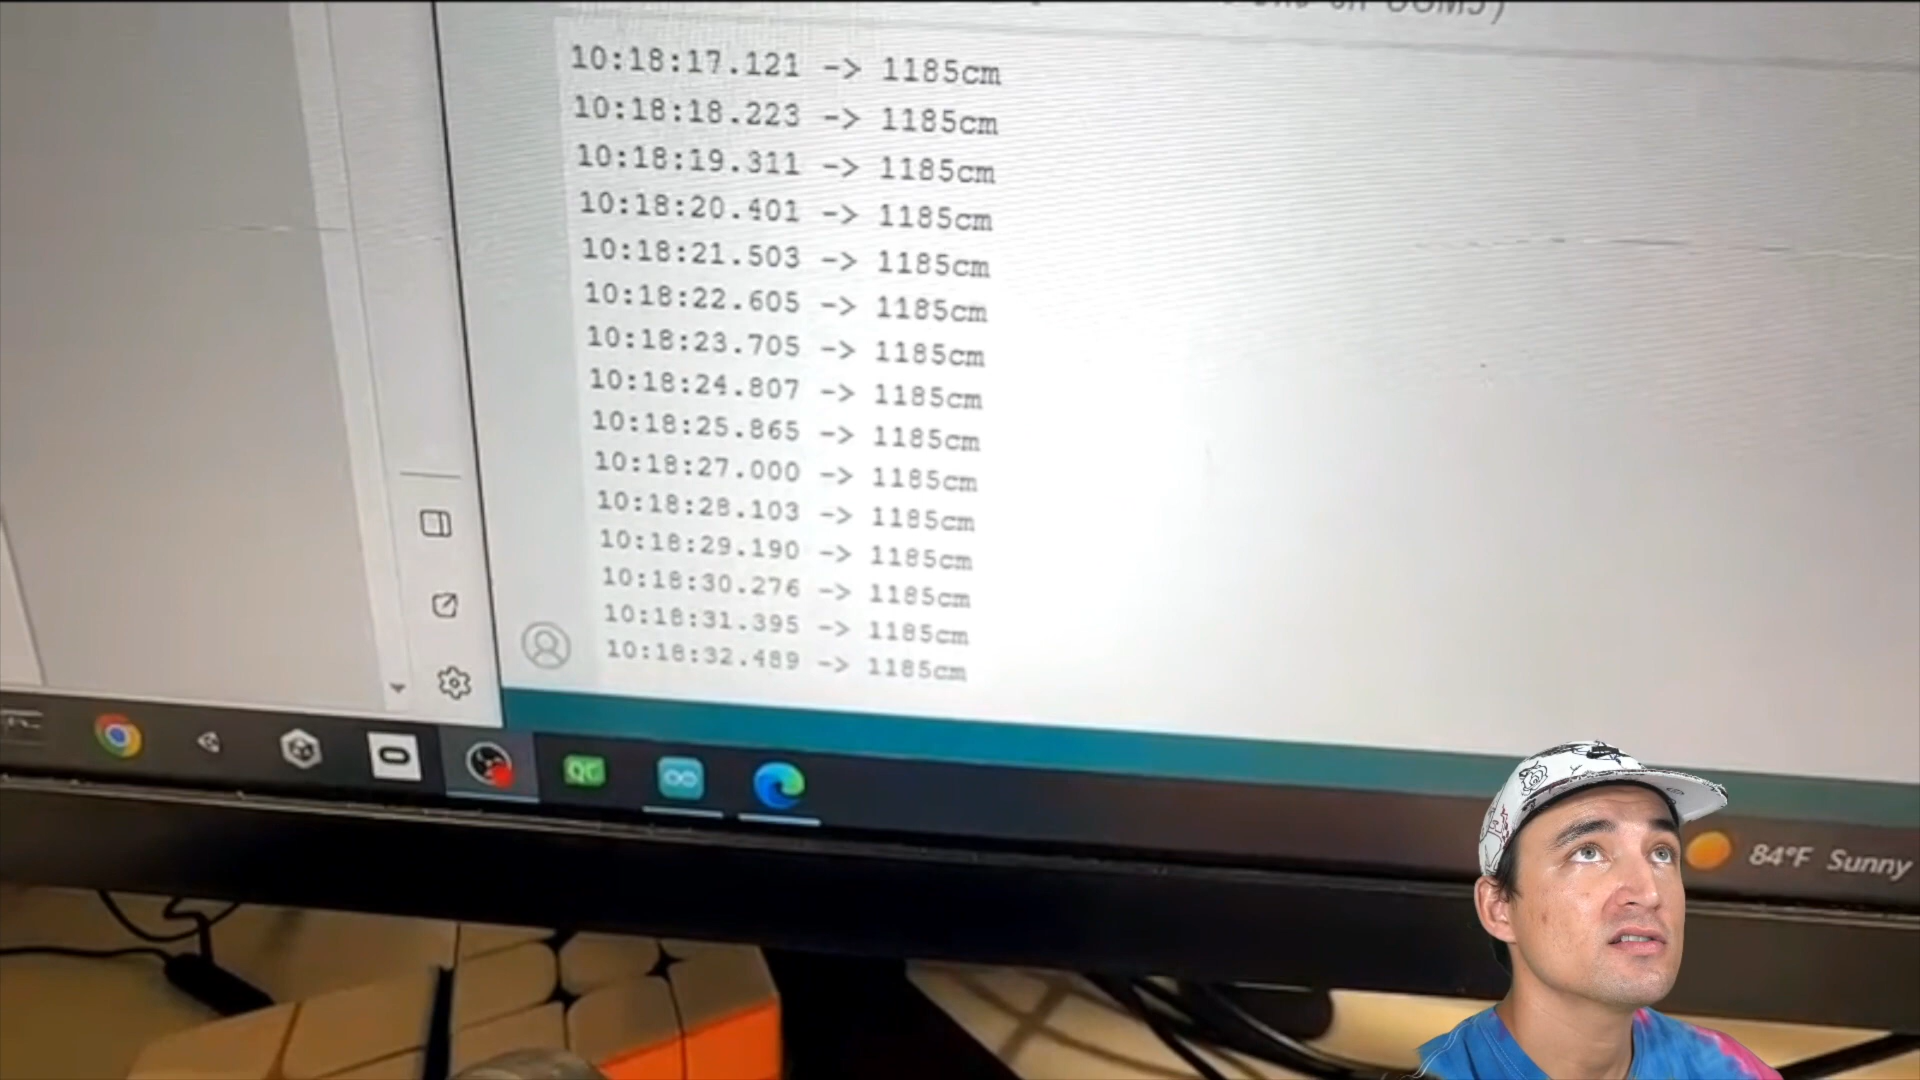 on COM5)
10:18:17.121 -> 1185cm
10:18:18.223 -> 1185cm
10:18:19.311 -> 1185cm
10:18:20.401 -> 1185cm
10:18:21.503 -> 1185cm
10:18:22.605 -> 1185cm
10:18:23.705 -> 1185cm
10:18:24.807 -> 1185cm
10:18:25.865 -> 1185cm
10:18:27.000 -> 1185cm
10:18:28.103 -> 1185cm
10:18:29.190 -> 1185cm
10:18:30.276 -> 1185cm
10:18:31.395 -> 1185cm
10:18:32.489 -> 1185cm
QC
84°F Sunny